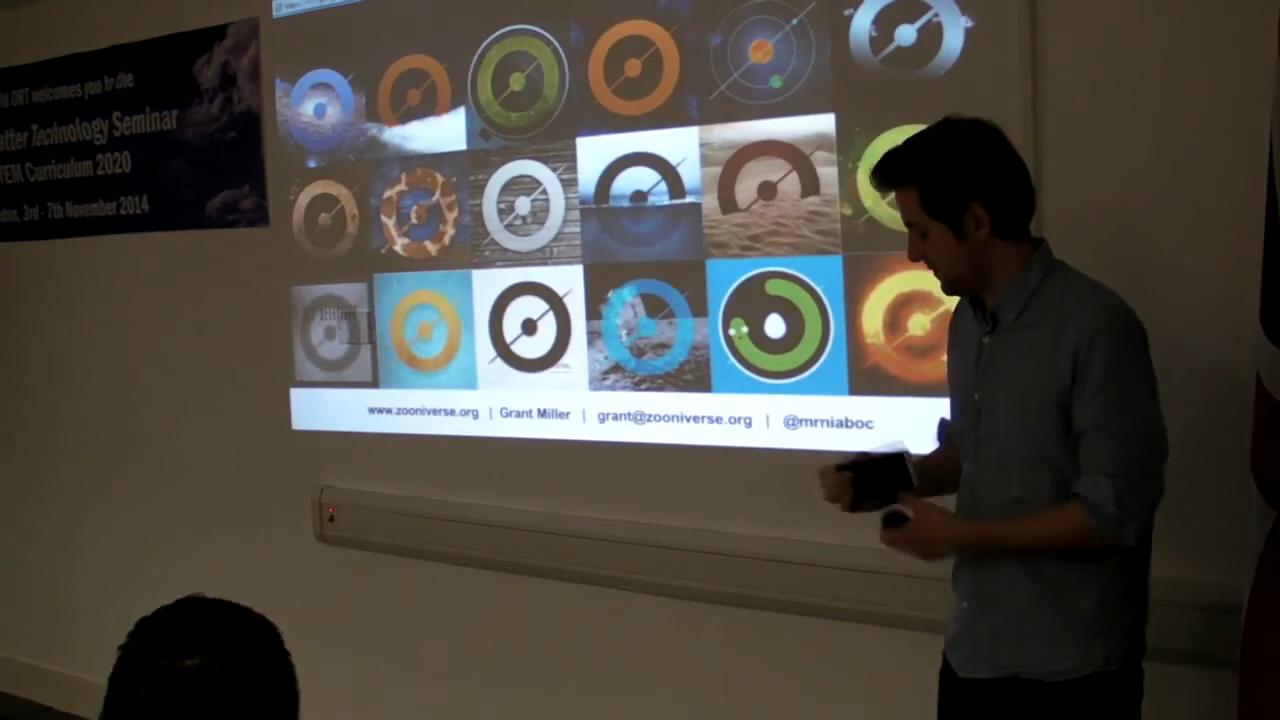 ORT welcomes you to the
Technology Seminar
Curriculum 2020
3rd - 7th November 2014
www.zooniverse.org | Grant Miller | grant@zooniverse.org | @mrniaboc